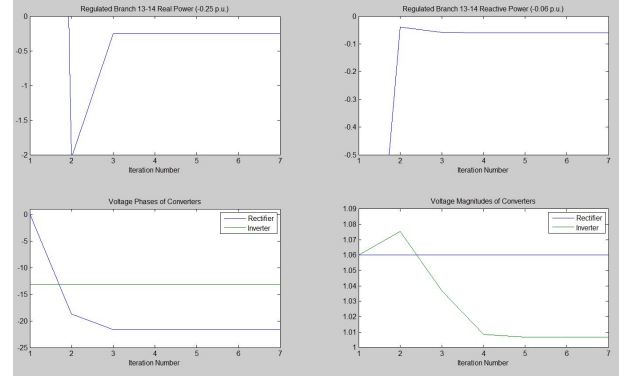 Regulated Branch 13-14 Real Power (-0.25 p.u.)
0
-0.5
-1
-1.5
-2
1 2 3 4 5 6 7
Iteration Number
Regulated Branch 13-14 Reactive Power (-0.06 p.u.)
0
-0.1
-0.2
-0.3
-0.4
-0.5
1 2 3 4 5 6 7
Iteration Number
Voltage Phases of Converters
0
-5
-10
-15
-20
-25
1 2 3 4 5 6 7
Iteration Number
Rectifier
Inverter
Voltage Magnitudes of Converters
1.09
1.08
1.07
1.06
1.05
1.04
1.03
1.02
1.01
1
1 2 3 4 5 6 7
Iteration Number
Rectifier
Inverter